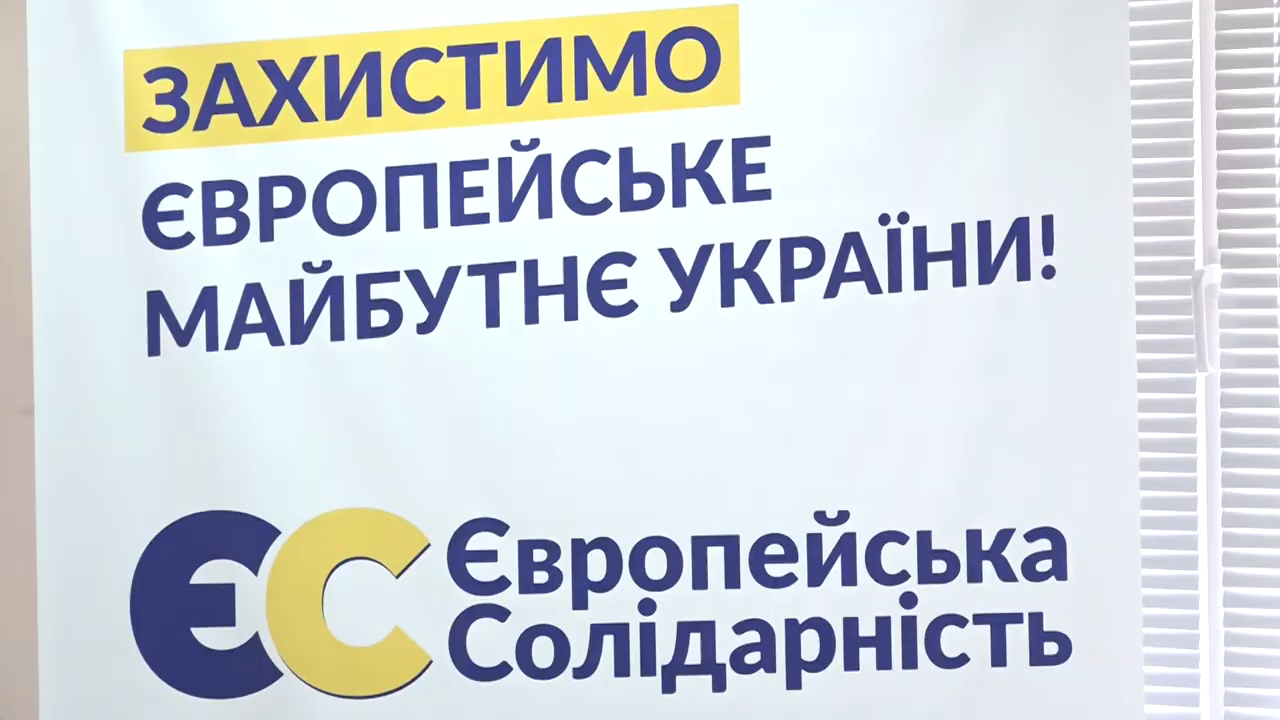 ЗАХИСТИМО
ЄВРОПЕЙСЬКЕ
МАЙБУТНЄ УКРАЇНИ!
ЄС Європейська
Солідарність